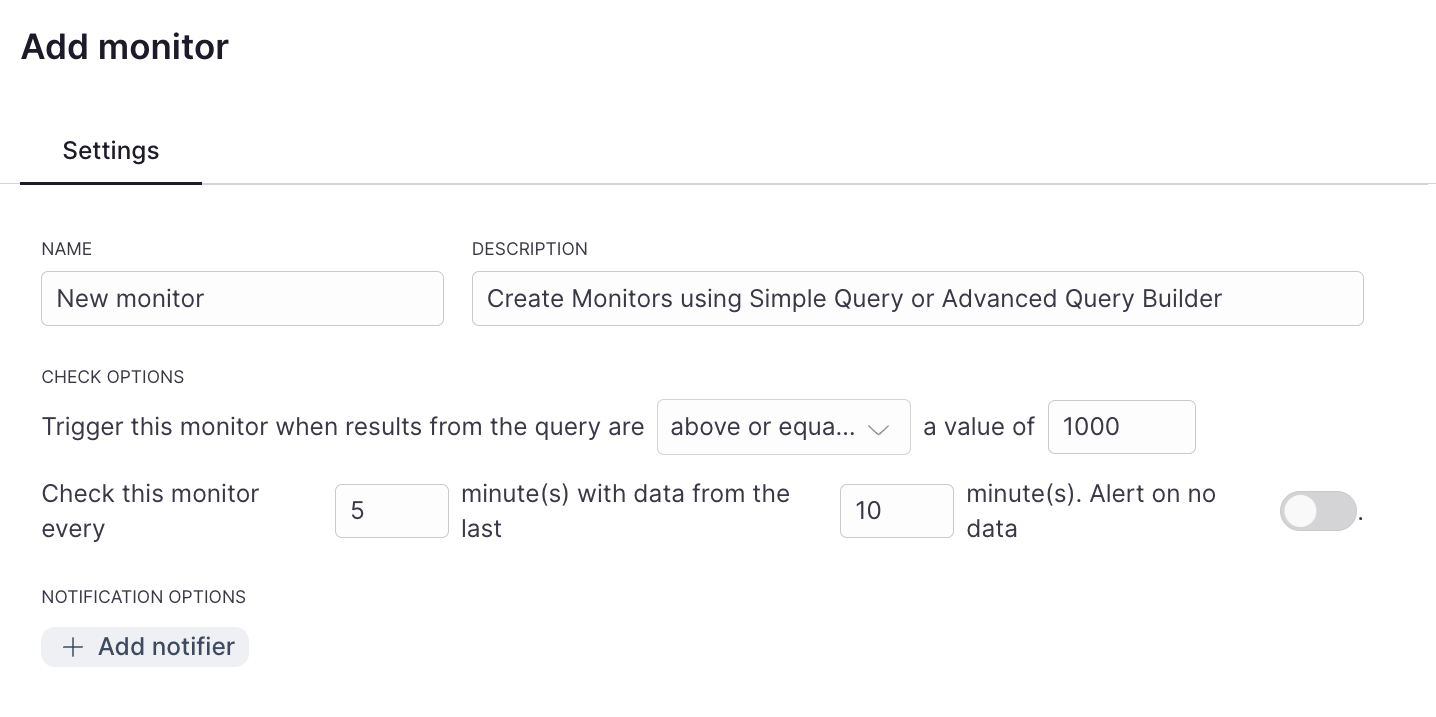 Add monitor
Settings
NAME
DESCRIPTION
New monitor
Create Monitors using Simple Query or Advanced Query Builder
CHECK OPTIONS
Trigger this monitor when results from the query are above or equa... a value of 1000
Check this monitor every 5 minute(s) with data from the last 10 minute(s). Alert on no data .
NOTIFICATION OPTIONS
+ Add notifier